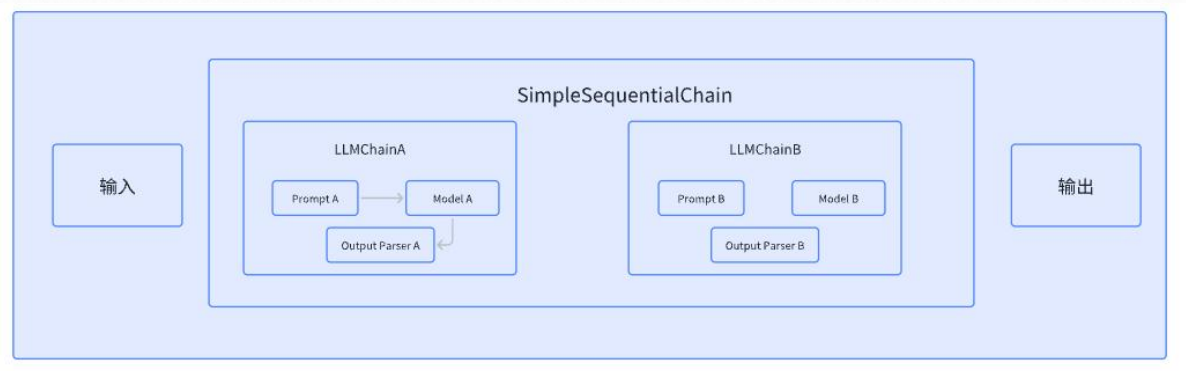 SimpleSequentialChain
输入
LLMChainA
Prompt A
Model A
Output Parser A
LLMChainB
Prompt B
Model B
Output Parser B
输出